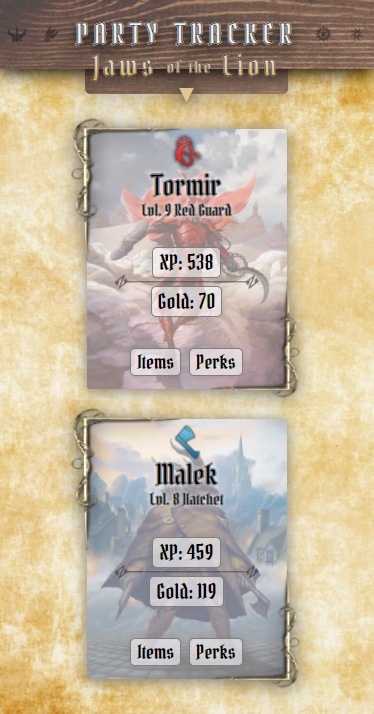 PARTY TRACKER
Jaws of the Lion
Tormir
Lvl. 9 Red Guard
XP: 538
Gold: 70
Items Perks
Malek
Lvl. 8 Hatchet
XP: 459
Gold: 119
Items Perks